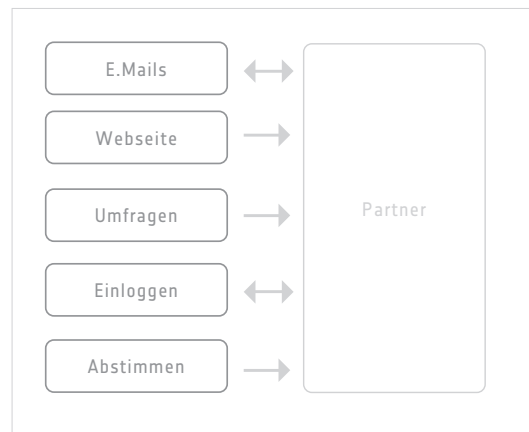 E.Mails
Webseite
Umfragen
Partner
Einloggen
Abstimmen